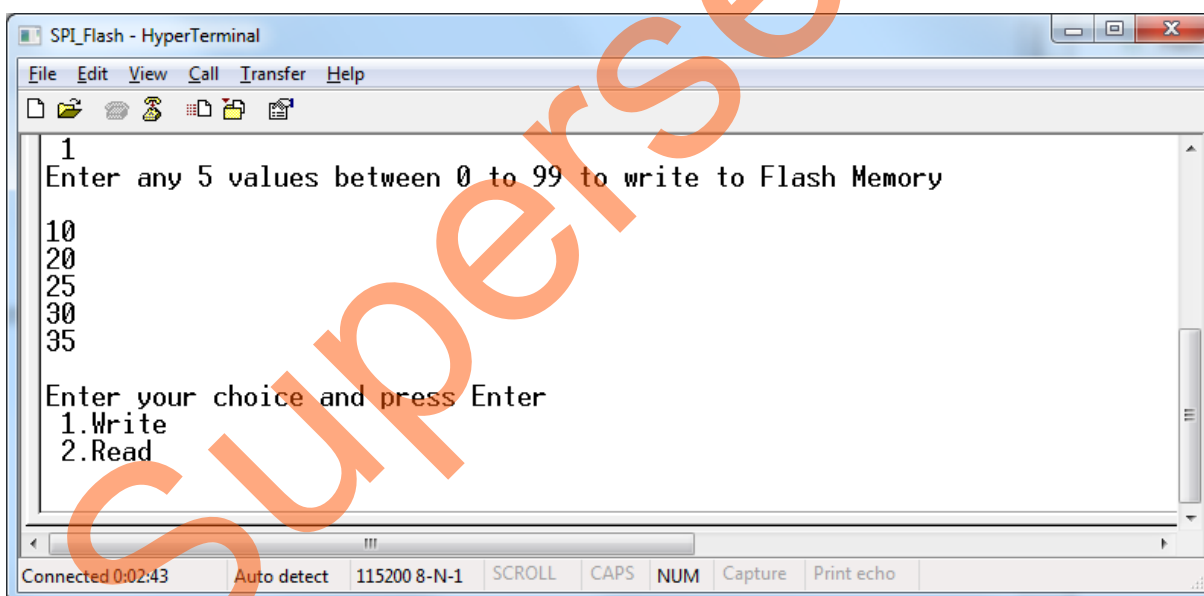 SPI_Flash - HyperTerminal
File Edit View Call Transfer Help
1
Enter any 5 values between 0 to 99 to write to Flash Memory
10
20
25
30
35
Enter your choice and press Enter
1.Write
2.Read
Connected 0:02:43 Auto detect 115200 8-N-1 SCROLL CAPS NUM Capture Print echo
Superse